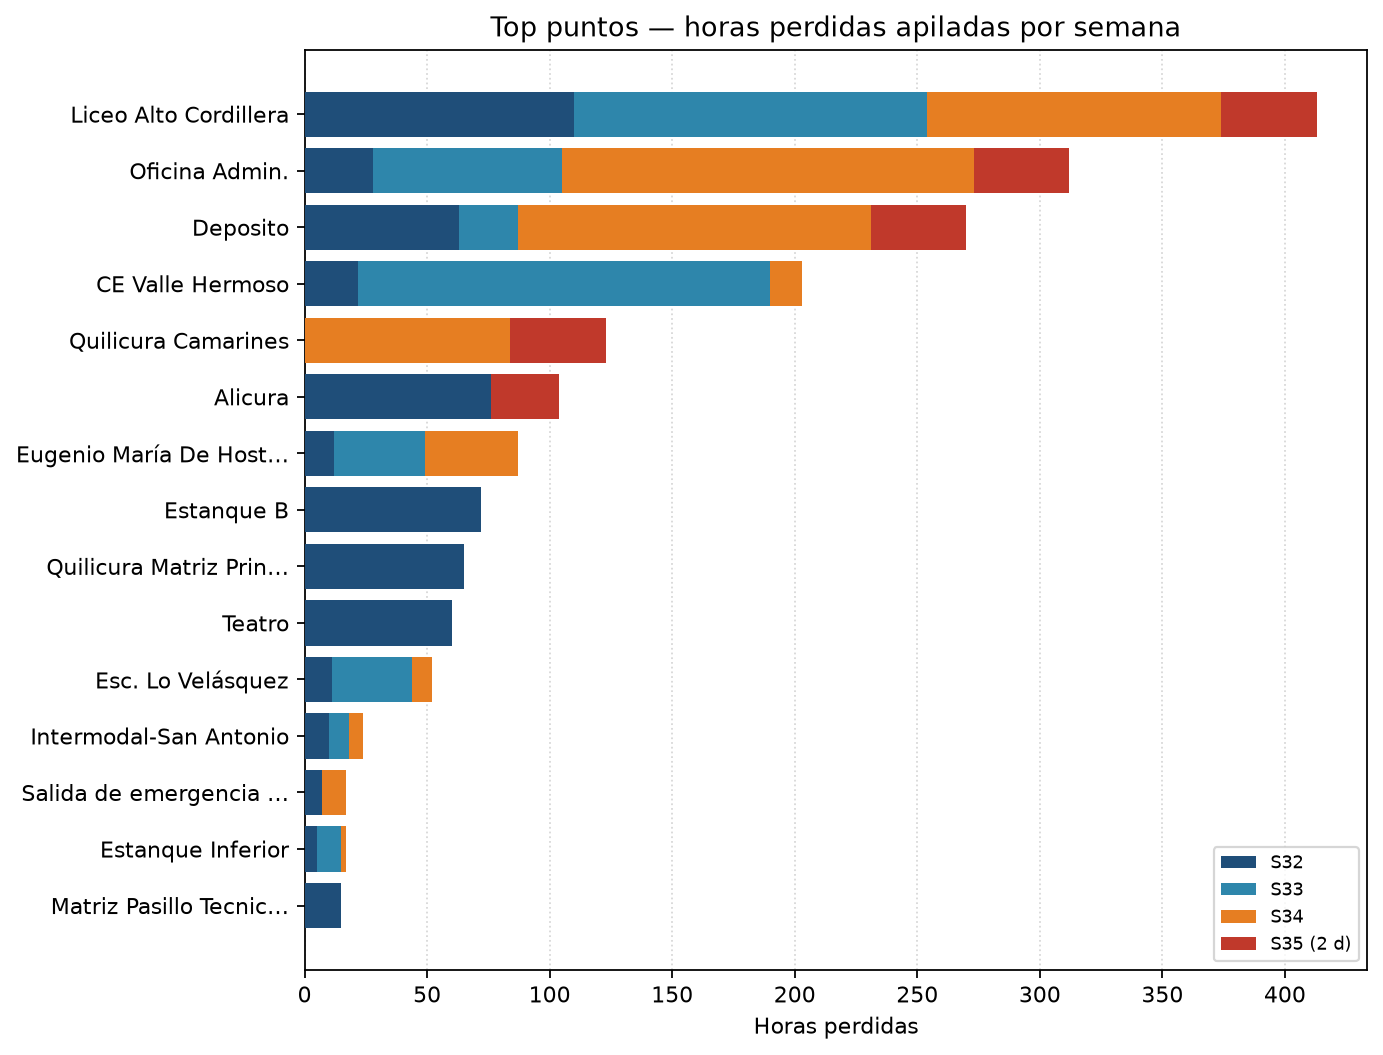 Top puntos — horas perdidas apiladas por semana
Liceo Alto Cordillera
Oficina Admin.
Deposito
CE Valle Hermoso
Quilicura Camarines
Alicura
Eugenio María De Host…
Estanque B
Quilicura Matriz Prin…
Teatro
Esc. Lo Velásquez
Intermodal-San Antonio
Salida de emergencia …
Estanque Inferior
Matriz Pasillo Tecnic…
S32
S33
S34
S35 (2 d)
0 50 100 150 200 250 300 350 400
Horas perdidas